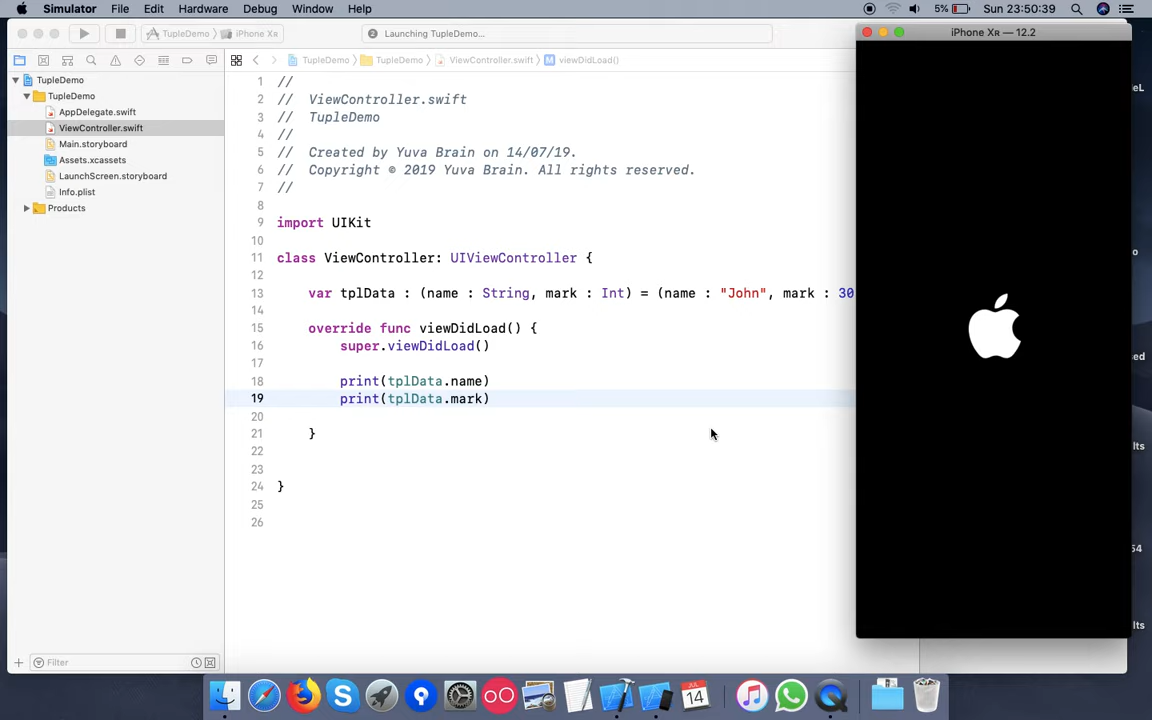 Simulator File Edit Hardware Debug Window Help 5% Sun 23:50:39
TupleDemo iPhone XR Launching TupleDemo...
iPhone XR — 12.2
TupleDemo TupleDemo ViewController.swift M viewDidLoad()
TupleDemo
TupleDemo
AppDelegate.swift
ViewController.swift
Main.storyboard
Assets.xcassets
LaunchScreen.storyboard
Info.plist
Products
1 //
2 // ViewController.swift
3 // TupleDemo
4 //
5 // Created by Yuva Brain on 14/07/19.
6 // Copyright © 2019 Yuva Brain. All rights reserved.
7 //
8
9 import UIKit
10
11 class ViewController: UIViewController {
12
13 var tplData : (name : String, mark : Int) = (name : "John", mark : 30
14
15 override func viewDidLoad() {
16 super.viewDidLoad()
17
18 print(tplData.name)
19 print(tplData.mark)
20
21 }
22
23
24 }
25
26
Filter
14